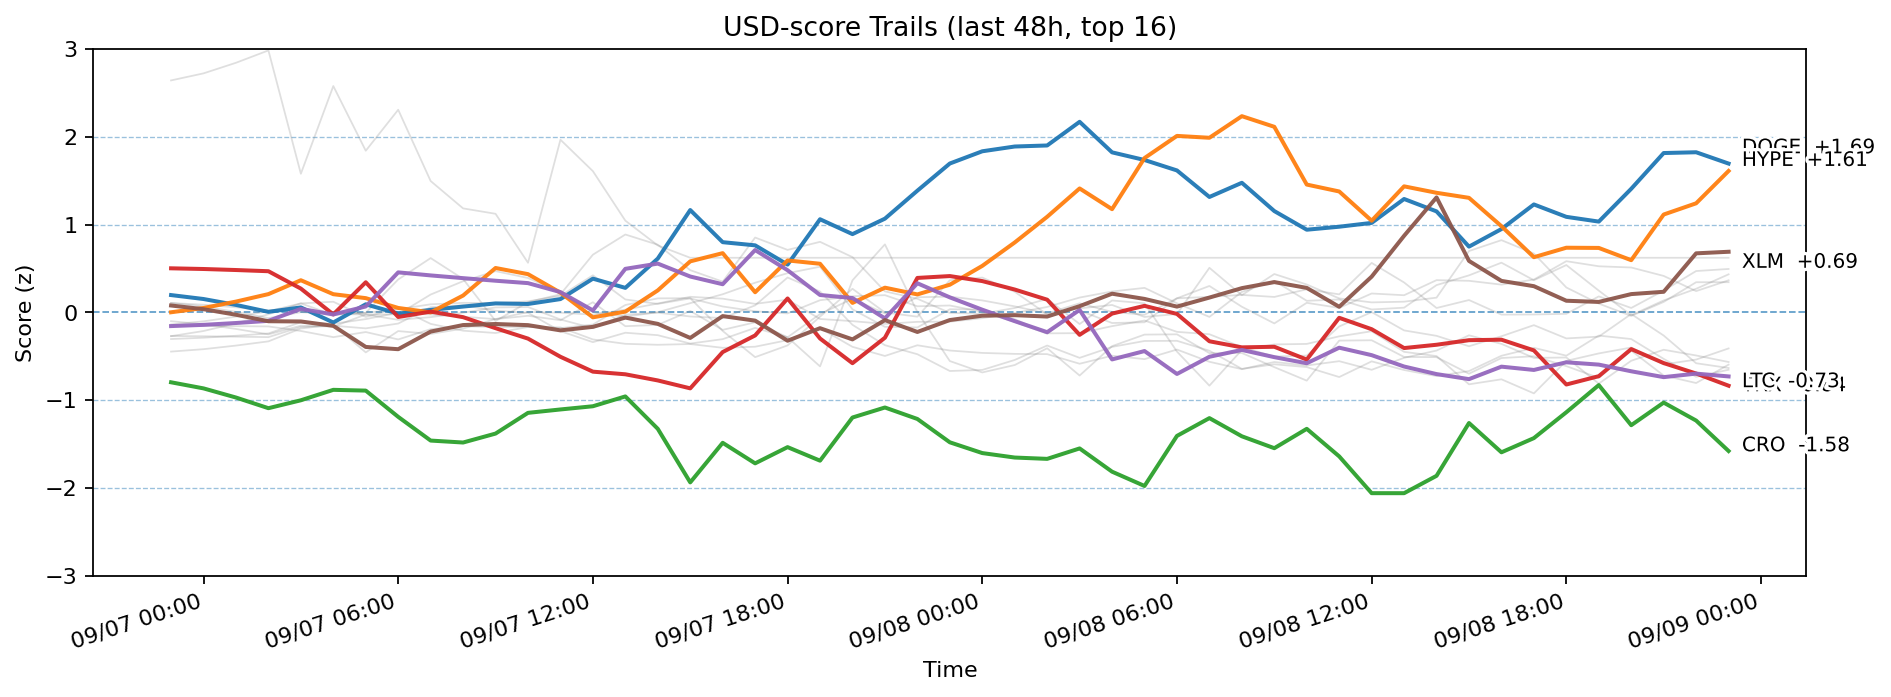 USD-score Trails (last 48h, top 16)
Score (z)
3
2
1
0
−1
−2
−3
DOGE +1.69
HYPE +1.61
XLM +0.69
LTC -0.73
CRO -1.58
09/07 00:00
09/07 06:00
09/07 12:00
09/07 18:00
09/08 00:00
09/08 06:00
09/08 12:00
09/08 18:00
09/09 00:00
Time